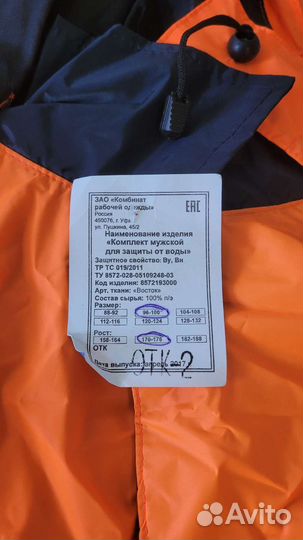 ЗАО «Комбинат
рабочей одежды»
Россия
450076, г. Уфа
ул. Пушкина, 45/2
ЕАС
Наименование изделия
«Комплект мужской
для защиты от воды»
Защитное свойство: Ву, Вн
ТР ТС 019/2011
ТУ 8572-028-05109248-03
Код изделия: 8572193000
Арт. ткани: «Восток»
Состав сырья: 100% п/э
Размер:
88-92 96-100 104-108
112-116 120-124 128-132
Рост:
158-164 170-176 182-188
ОТК
ОТК-2
Дата выпуска: апрель 2017
Avito